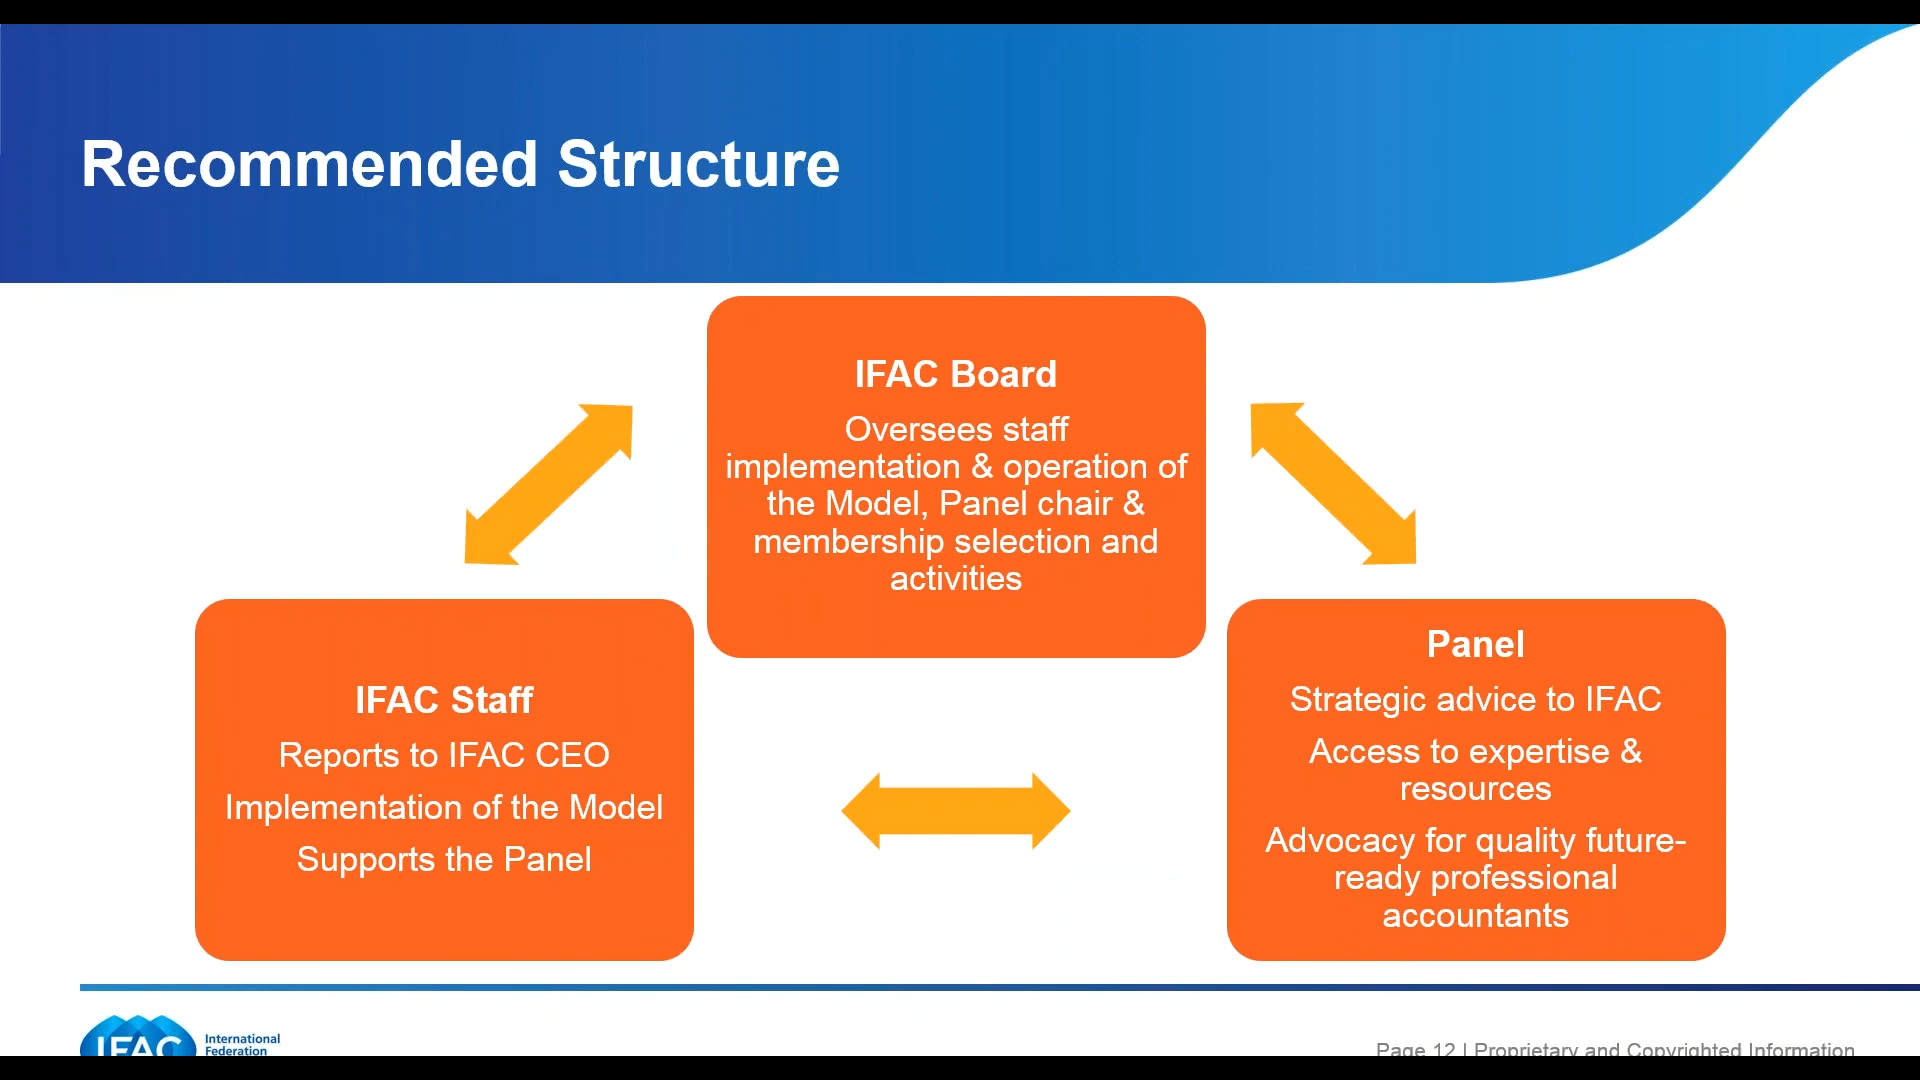 Recommended Structure
IFAC Board
Oversees staff
implementation & operation of
the Model, Panel chair &
membership selection and
activities
IFAC Staff
Reports to IFAC CEO
Implementation of the Model
Supports the Panel
Panel
Strategic advice to IFAC
Access to expertise &
resources
Advocacy for quality future-
ready professional
accountants
IFAC
International
Federation
Page 12 | Proprietary and Copyrighted Information